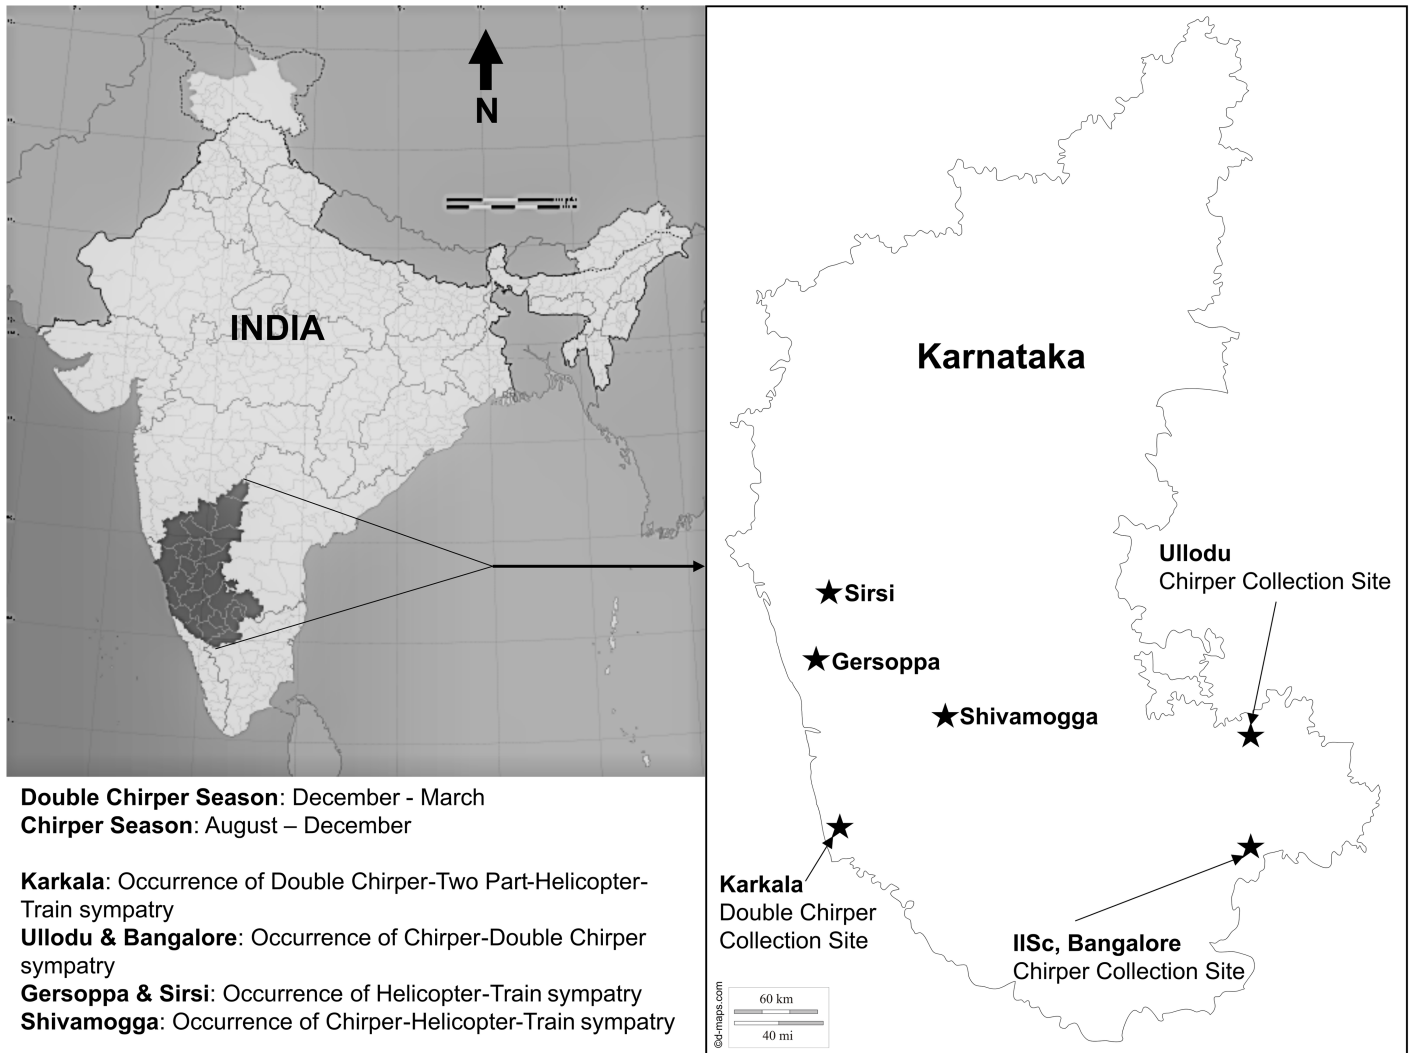 N
INDIA
Double Chirper Season: December - March
Chirper Season: August – December
Karkala: Occurrence of Double Chirper-Two Part-Helicopter-
Train sympatry
Ullodu & Bangalore: Occurrence of Chirper-Double Chirper
sympatry
Gersoppa & Sirsi: Occurrence of Helicopter-Train sympatry
Shivamogga: Occurrence of Chirper-Helicopter-Train sympatry
Karnataka
Ullodu
Chirper Collection Site
Sirsi
Gersoppa
Shivamogga
Karkala
Double Chirper
Collection Site
IISc, Bangalore
Chirper Collection Site
60 km
40 mi
©d-maps.com